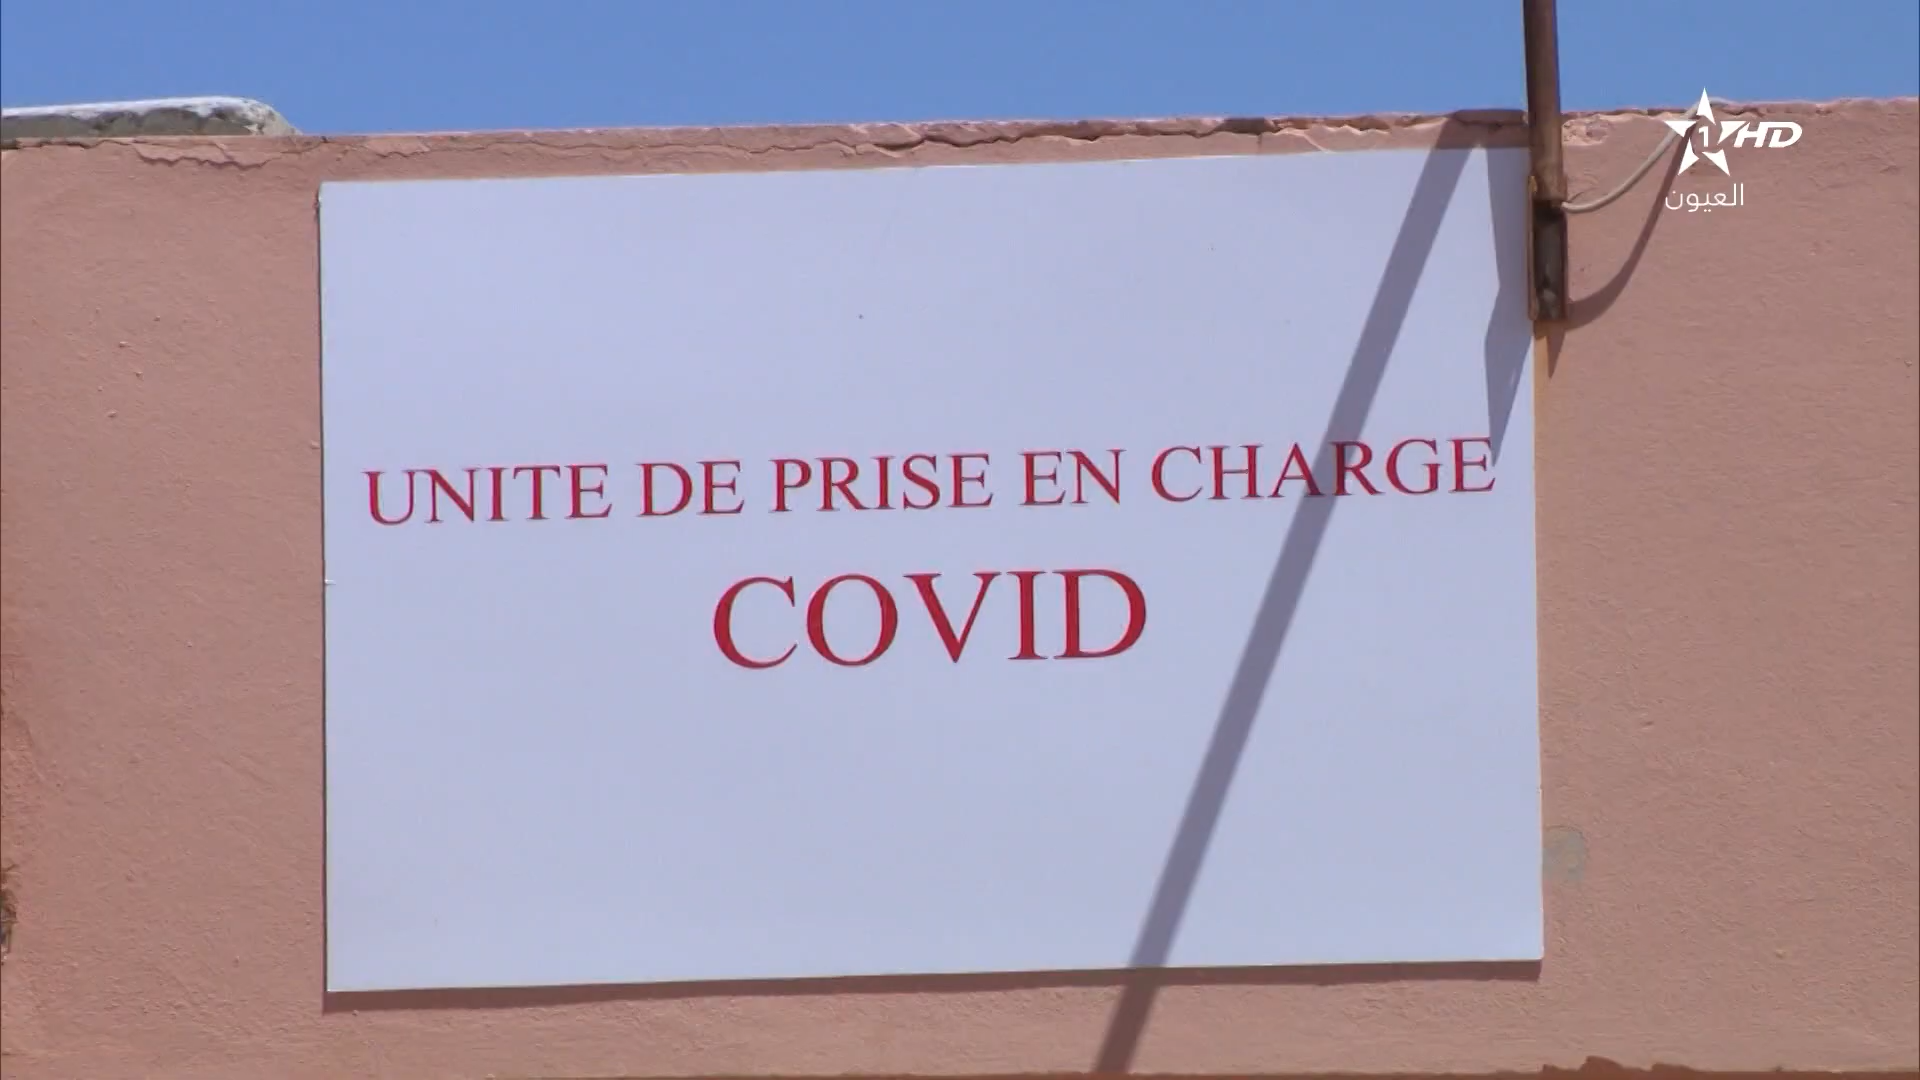 1 HD
العيون
UNITE DE PRISE EN CHARGE
COVID